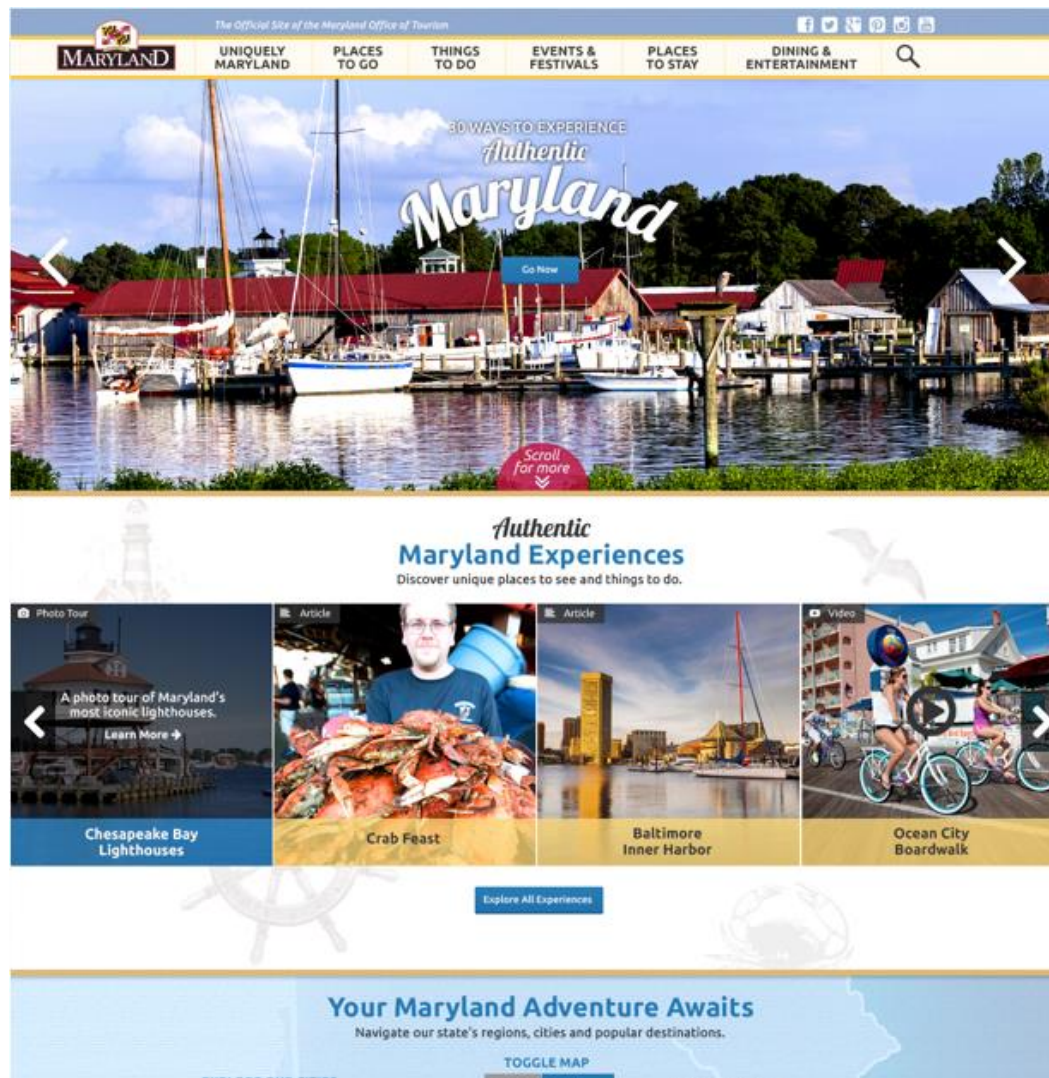 The Official Site of the Maryland Office of Tourism
MARYLAND
UNIQUELY
MARYLAND
PLACES
TO GO
THINGS
TO DO
EVENTS &
FESTIVALS
PLACES
TO STAY
DINING &
ENTERTAINMENT
30 WAYS TO EXPERIENCE
Authentic
Maryland
Go Now
Scroll
for more
Authentic
Maryland Experiences
Discover unique places to see and things to do.
Photo Tour
A photo tour of Maryland's
most iconic lighthouses.
Learn More
Chesapeake Bay
Lighthouses
Article
Crab Feast
Article
Baltimore
Inner Harbor
Video
Ocean City
Boardwalk
Explore All Experiences
Your Maryland Adventure Awaits
Navigate our state's regions, cities and popular destinations.
TOGGLE MAP